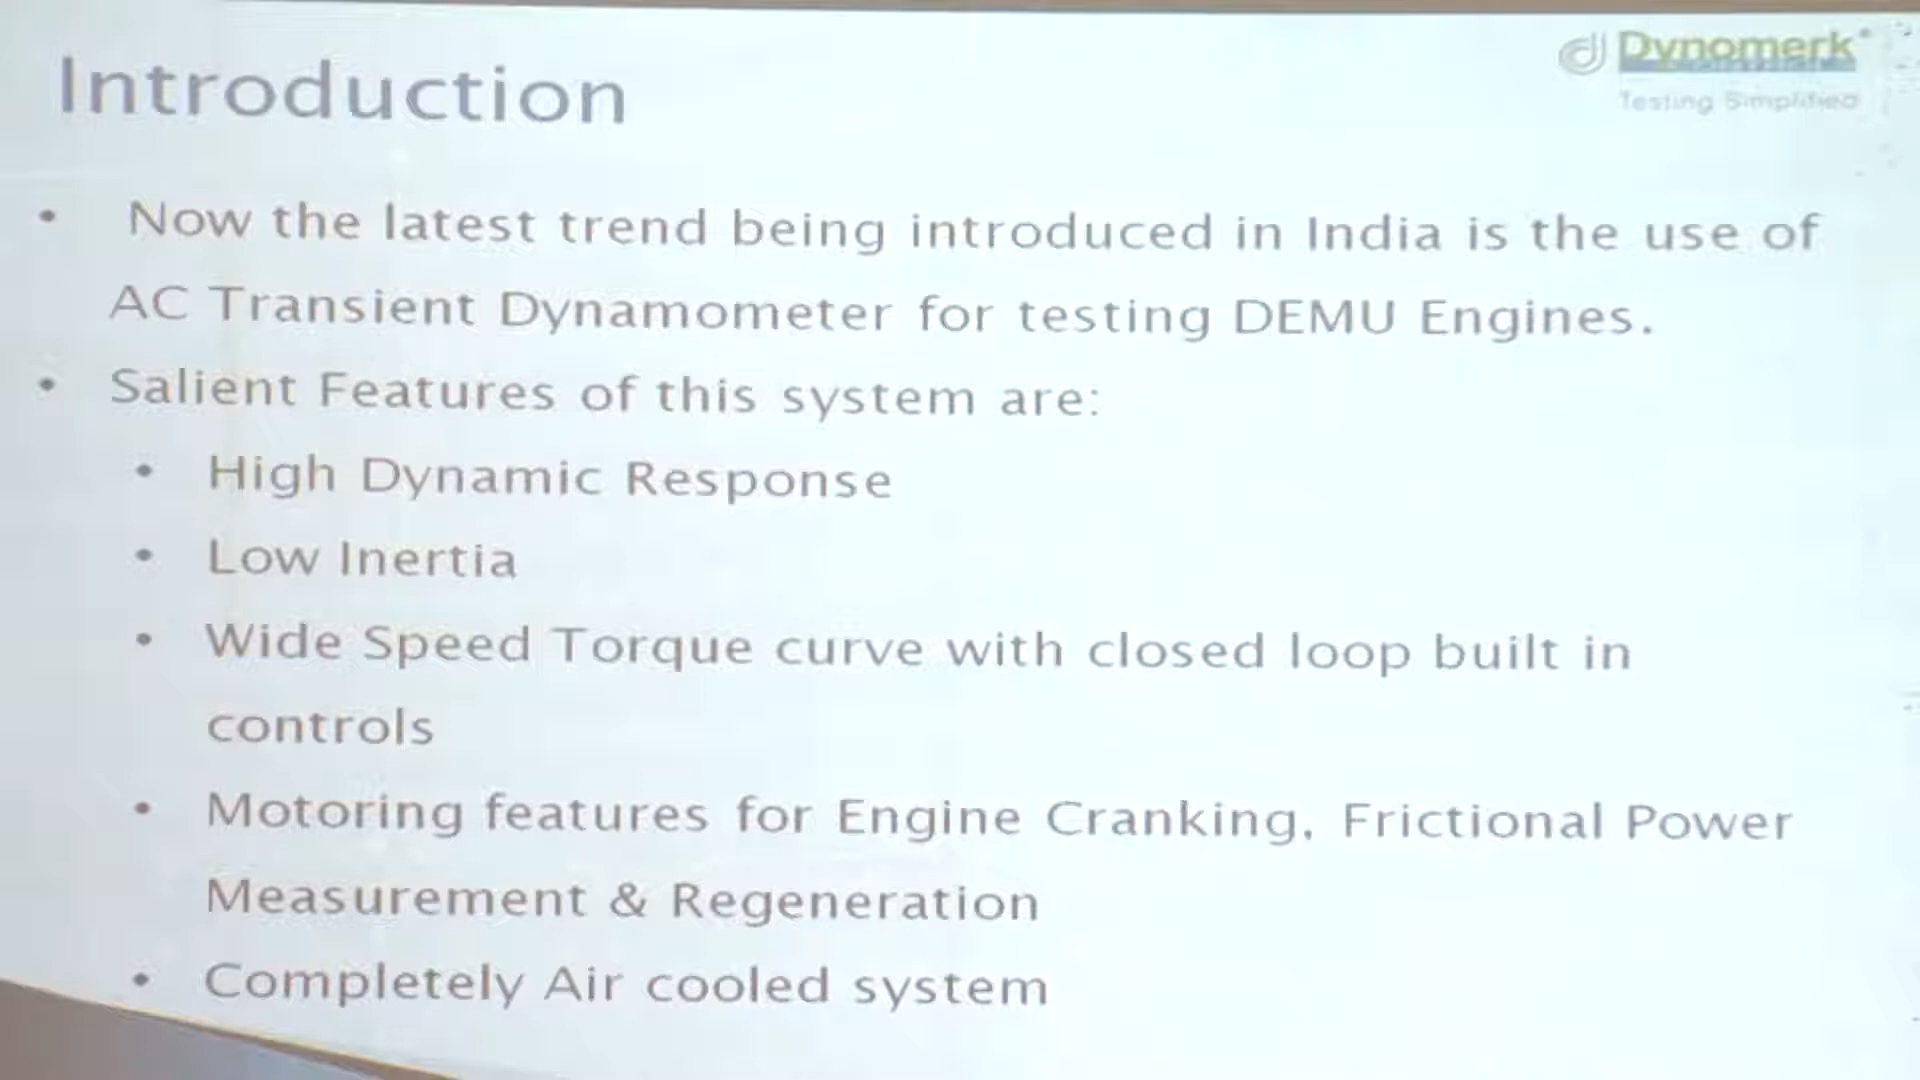 Introduction
Dynomerk
Testing Simplified
• Now the latest trend being introduced in India is the use of
AC Transient Dynamometer for testing DEMU Engines.
• Salient Features of this system are:
• High Dynamic Response
• Low Inertia
• Wide Speed Torque curve with closed loop built in
controls
• Motoring features for Engine Cranking, Frictional Power
Measurement & Regeneration
• Completely Air cooled system